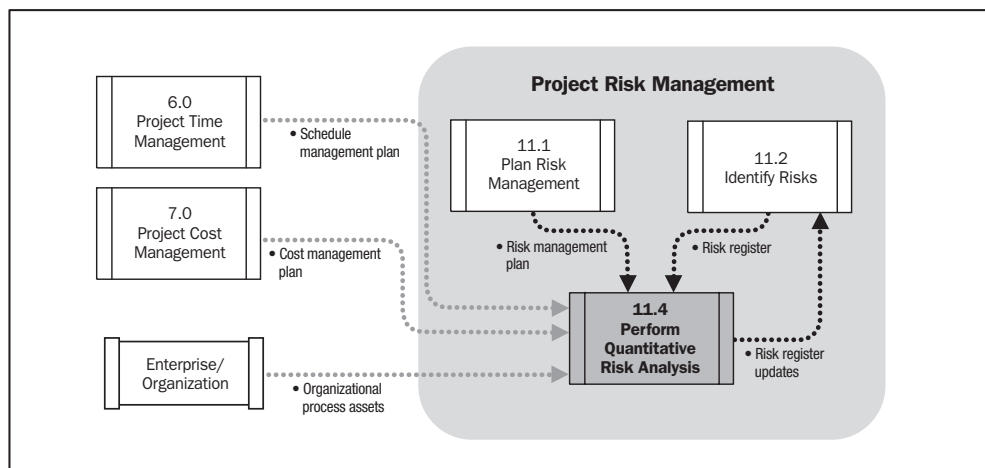 Project Risk Management
6.0
Project Time
Management
• Schedule
management plan
11.1
Plan Risk
Management
11.2
Identify Risks
7.0
Project Cost
Management
• Cost management
plan
• Risk management
plan
• Risk register
11.4
Perform
Quantitative
Risk Analysis
• Risk register
updates
Enterprise/
Organization
• Organizational
process assets